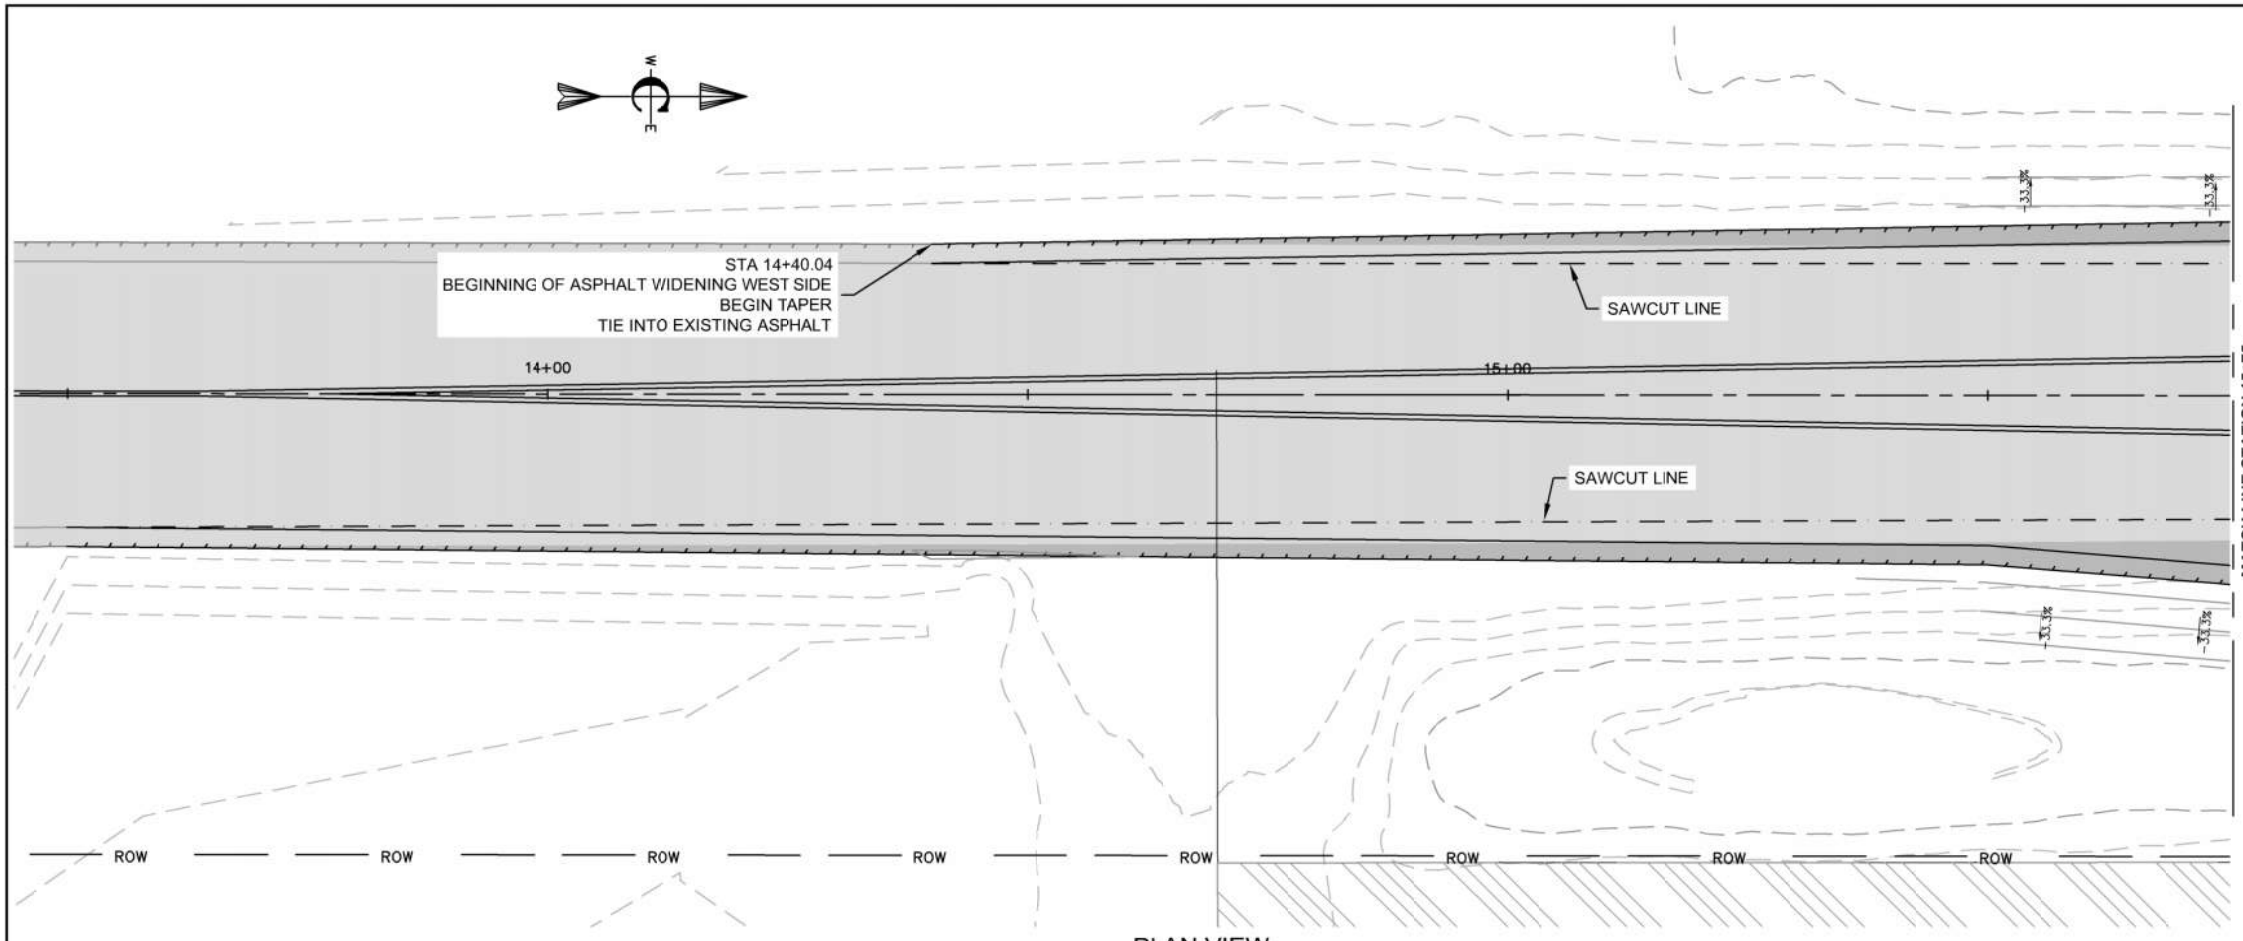 W
E
-33.3%
-33.3%
STA 14+40.04
BEGINNING OF ASPHALT WIDENING WEST SIDE
BEGIN TAPER
TIE INTO EXISTING ASPHALT
SAWCUT LINE
14+00
15+00
SAWCUT LINE
-33.3%
-33.3%
ROW
ROW
ROW
ROW
ROW
ROW
ROW
ROW
PLAN VIEW